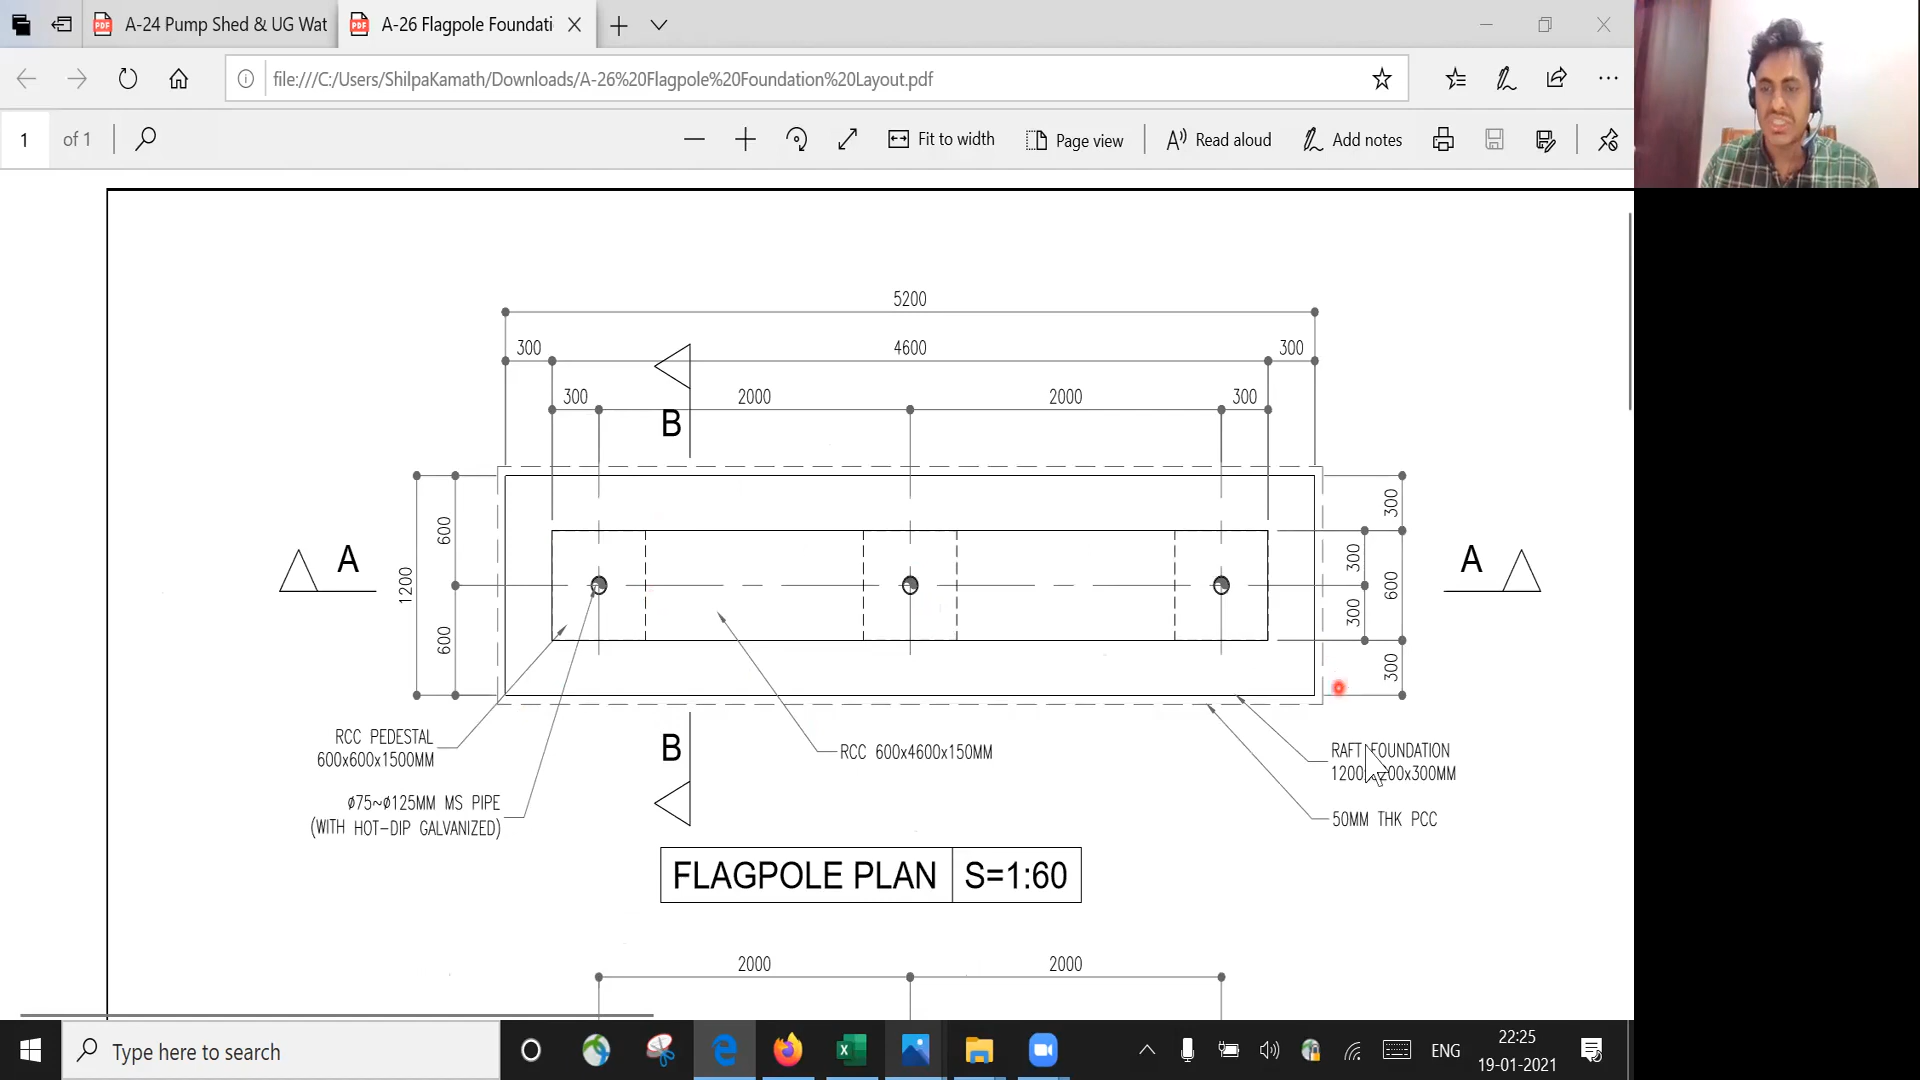 A-24 Pump Shed & UG Wat
A-26 Flagpole Foundati
file:///C:/Users/ShilpaKamath/Downloads/A-26%20Flagpole%20Foundation%20Layout.pdf
1 of 1
Fit to width
Page view
Read aloud
Add notes
5200
300 4600 300
300 2000 2000 300
B
600
600
1200
A
A
300
600
300
300
300
RCC PEDESTAL
600x600x1500MM
B
RCC 600x4600x150MM
RAFT FOUNDATION
ø75~ø125MM MS PIPE
(WITH HOT-DIP GALVANIZED)
50MM THK PCC
FLAGPOLE PLAN S=1:60
2000 2000
Type here to search
ENG
22:25
19-01-2021